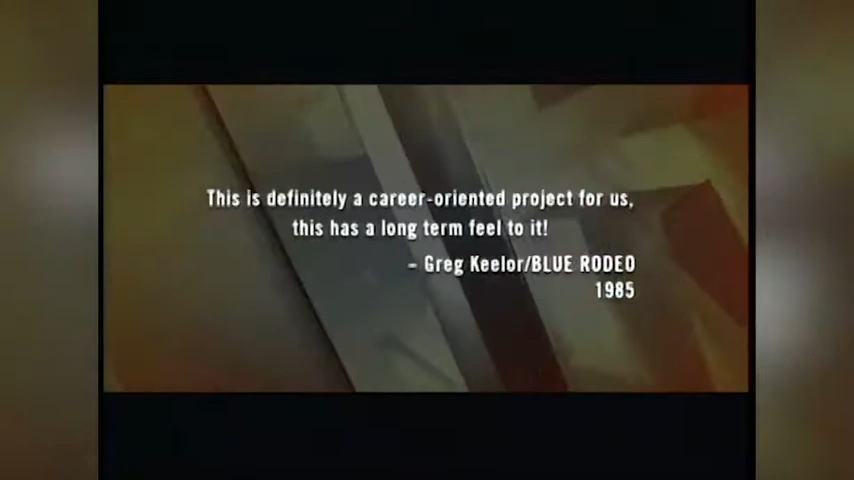 This is definitely a career-oriented project for us,
this has a long term feel to it!
– Greg Keelor/BLUE RODEO
1985